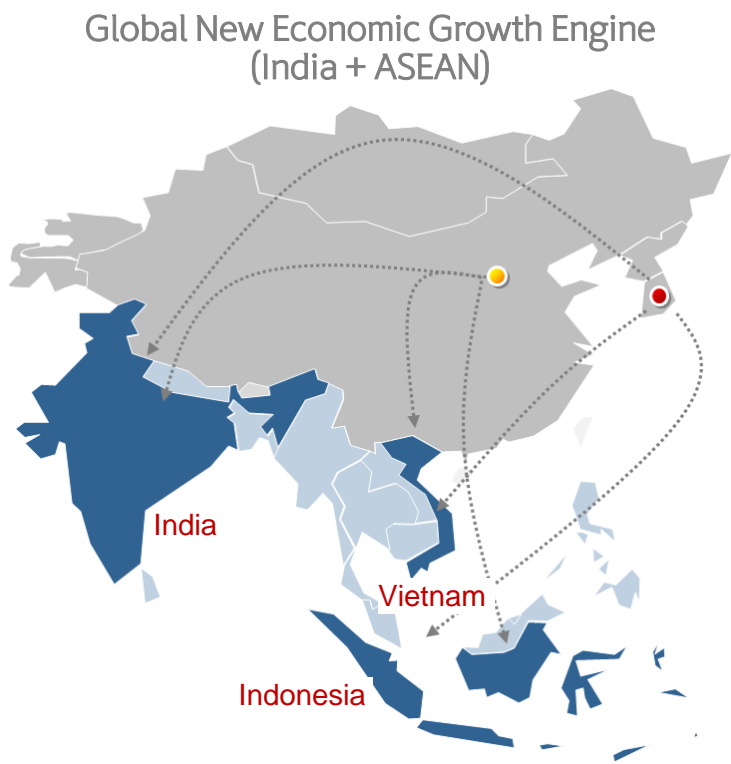 Global New Economic Growth Engine
(India + ASEAN)
India
Vietnam
Indonesia